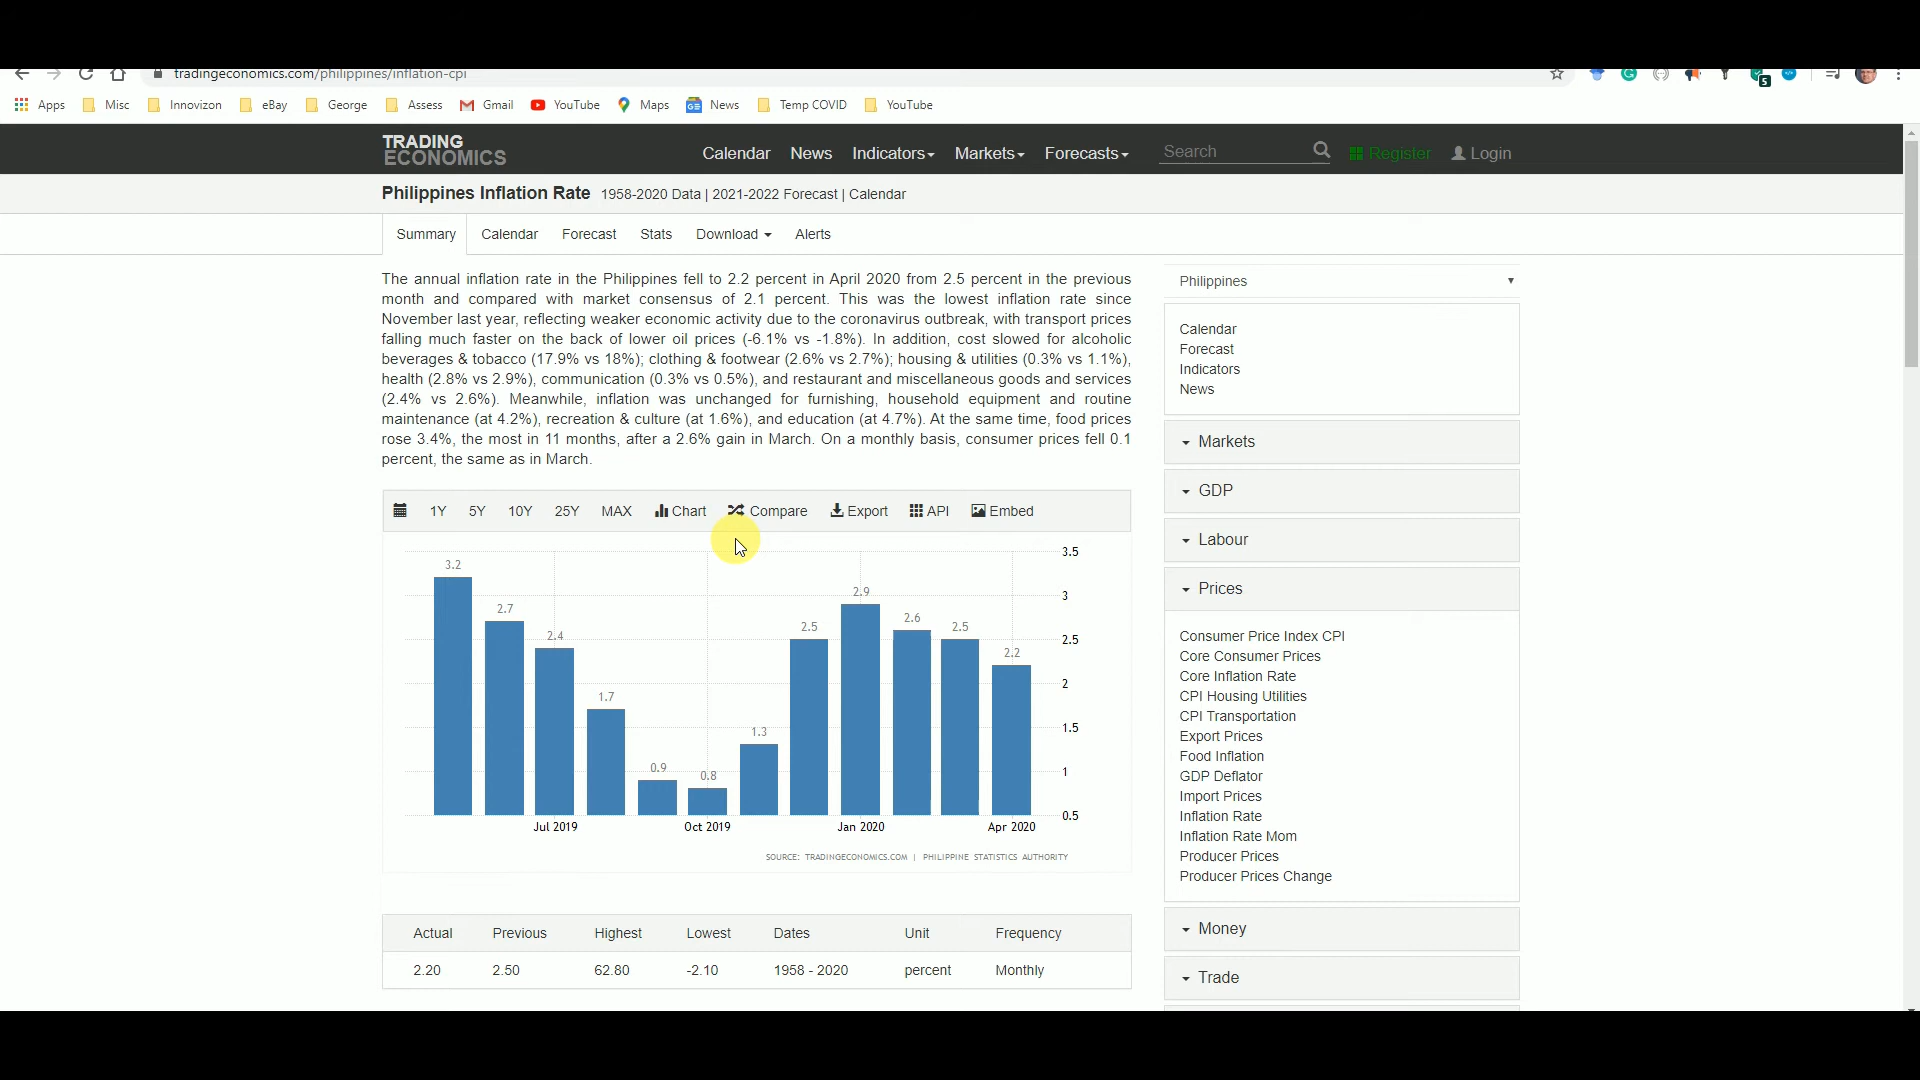 tradingeconomics.com/philippines/inflation-cpi
5
Apps Misc Innovizon eBay George Assess Gmail YouTube Maps News Temp COVID YouTube
TRADING
ECONOMICS
Calendar News Indicators Markets Forecasts Search Register Login
Philippines Inflation Rate 1958-2020 Data | 2021-2022 Forecast | Calendar
Summary Calendar Forecast Stats Download Alerts
The annual inflation rate in the Philippines fell to 2.2 percent in April 2020 from 2.5 percent in the previous
month and compared with market consensus of 2.1 percent. This was the lowest inflation rate since
November last year, reflecting weaker economic activity due to the coronavirus outbreak, with transport prices
falling much faster on the back of lower oil prices (-6.1% vs -1.8%). In addition, cost slowed for alcoholic
beverages & tobacco (17.9% vs 18%); clothing & footwear (2.6% vs 2.7%); housing & utilities (0.3% vs 1.1%),
health (2.8% vs 2.9%), communication (0.3% vs 0.5%), and restaurant and miscellaneous goods and services
(2.4% vs 2.6%). Meanwhile, inflation was unchanged for furnishing, household equipment and routine
maintenance (at 4.2%), recreation & culture (at 1.6%), and education (at 4.7%). At the same time, food prices
rose 3.4%, the most in 11 months, after a 2.6% gain in March. On a monthly basis, consumer prices fell 0.1
percent, the same as in March.
1Y 5Y 10Y 25Y MAX Chart Compare Export API Embed
3.2
2.7
2.4
1.7
0.9
0.8
1.3
2.5
2.9
2.6
2.5
2.2
3.5
3
2.5
2
1.5
1
0.5
Jul 2019 Oct 2019 Jan 2020 Apr 2020
SOURCE: TRADINGECONOMICS.COM | PHILIPPINE STATISTICS AUTHORITY
Actual Previous Highest Lowest Dates Unit Frequency
2.20 2.50 62.80 -2.10 1958 - 2020 percent Monthly
Philippines
Calendar
Forecast
Indicators
News
Markets
GDP
Labour
Prices
Consumer Price Index CPI
Core Consumer Prices
Core Inflation Rate
CPI Housing Utilities
CPI Transportation
Export Prices
Food Inflation
GDP Deflator
Import Prices
Inflation Rate
Inflation Rate Mom
Producer Prices
Producer Prices Change
Money
Trade